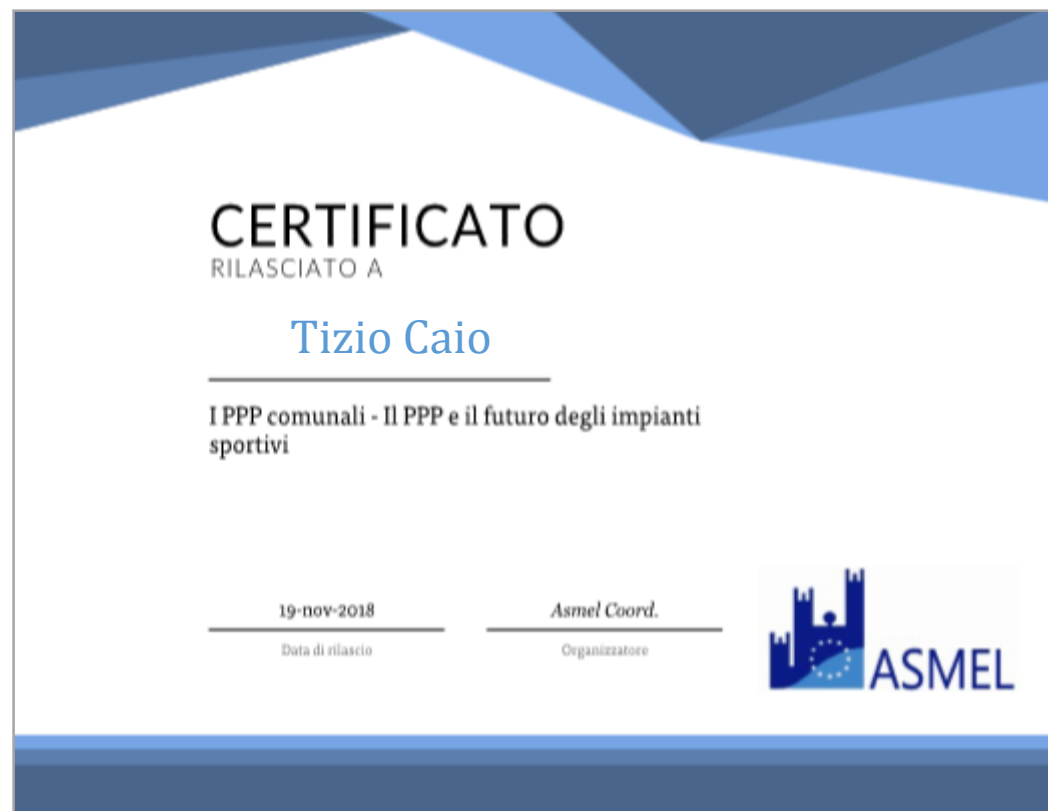 CERTIFICATO
RILASCIATO A
Tizio Caio
I PPP comunali - Il PPP e il futuro degli impianti
sportivi
19-nov-2018
Asmel Coord.
Data di rilascio
Organizzatore
ASMEL